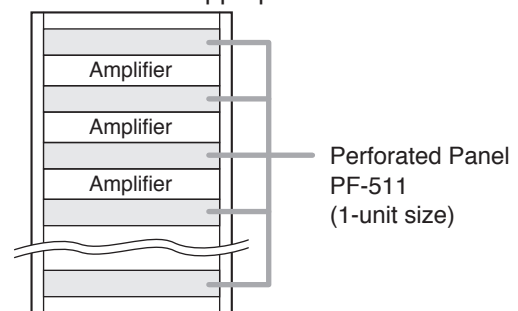 Amplifier
Amplifier
Amplifier
Perforated Panel
PF-511
(1-unit size)